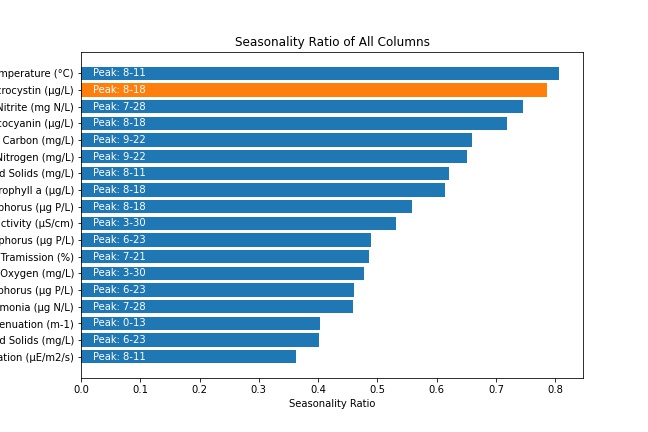 Seasonality Ratio of All Columns
mperature (°C) Peak: 8-11
crocystin (µg/L) Peak: 8-18
Nitrite (mg N/L) Peak: 7-28
ocyanin (µg/L) Peak: 8-18
Carbon (mg/L) Peak: 9-22
Nitrogen (mg/L) Peak: 9-22
d Solids (mg/L) Peak: 8-11
rophyll a (µg/L) Peak: 8-18
phorus (µg P/L) Peak: 8-18
ctivity (µS/cm) Peak: 3-30
phorus (µg P/L) Peak: 6-23
Tramission (%) Peak: 7-21
Oxygen (mg/L) Peak: 3-30
phorus (µg P/L) Peak: 6-23
monia (µg N/L) Peak: 7-28
enuation (m-1) Peak: 0-13
d Solids (mg/L) Peak: 6-23
ation (µE/m2/s) Peak: 8-11
0.0 0.1 0.2 0.3 0.4 0.5 0.6 0.7 0.8
Seasonality Ratio